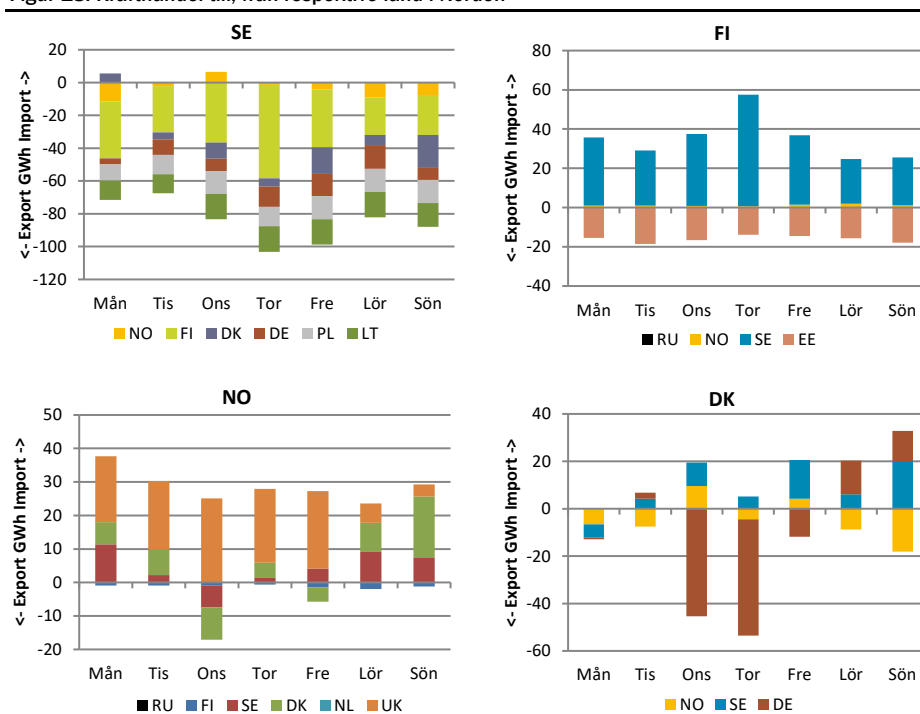 Krafthandel respektive land i Norden
SE
<- Export GWh Import ->
20
0
-20
-40
-60
-80
-100
-120
Mån Tis Ons Tor Fre Lör Sön
NO FI DK DE PL LT
FI
<- Export GWh Import ->
80
60
40
20
0
-20
-40
Mån Tis Ons Tor Fre Lör Sön
RU NO SE EE
NO
<- Export GWh Import ->
50
40
30
20
10
0
-10
-20
Mån Tis Ons Tor Fre Lör Sön
RU FI SE DK NL UK
DK
<- Export GWh Import ->
40
20
0
-20
-40
-60
Mån Tis Ons Tor Fre Lör Sön
NO SE DE